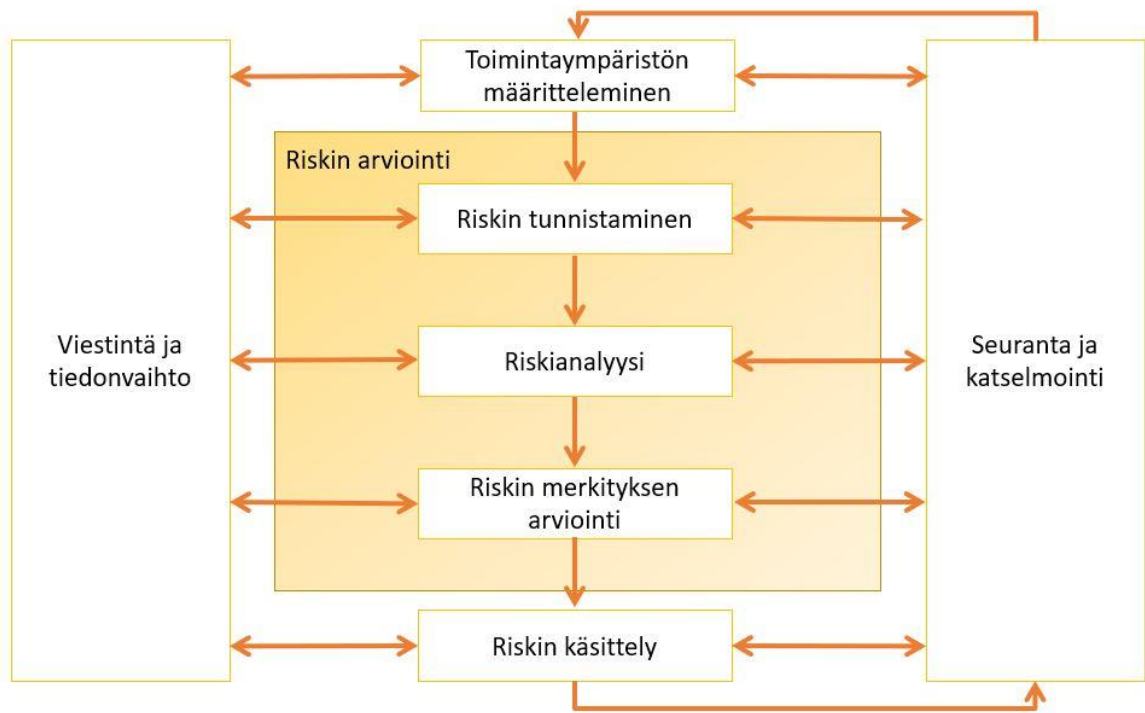 Toimintaympäristön
määritteleminen
Riskin arviointi
Riskin tunnistaminen
Viestintä ja
tiedonvaihto
Riskianalyysi
Seuranta ja
katselmointi
Riskin merkityksen
arviointi
Riskin käsittely